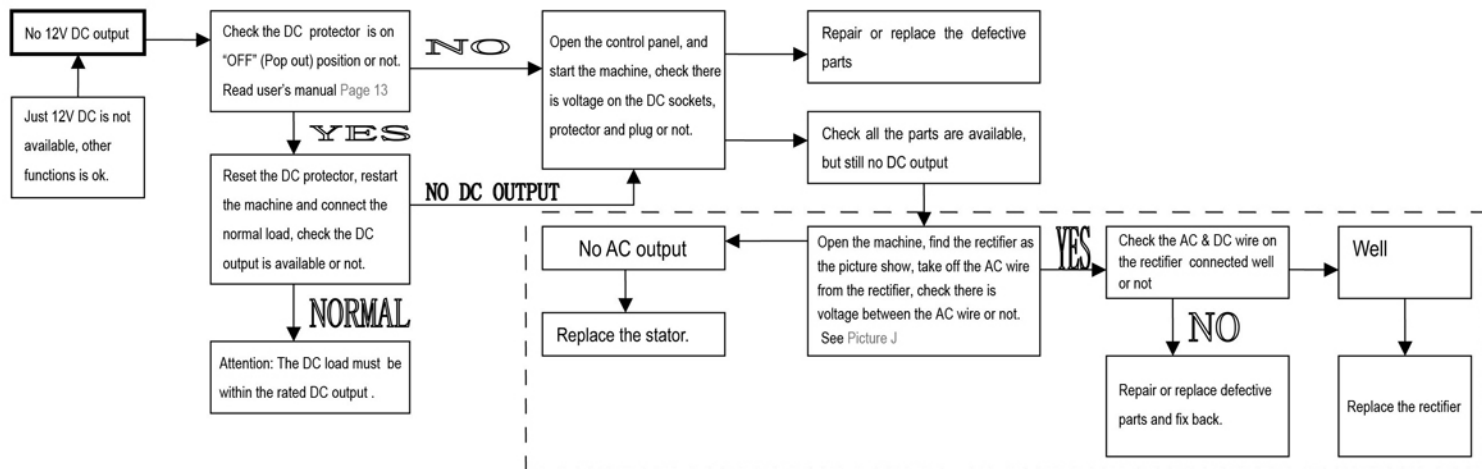 No 12V DC output
Just 12V DC is not
available, other
functions is ok.
Check the DC protector is on
“OFF” (Pop out) position or not.
Read user’s manual Page 13
NO
YES
Reset the DC protector, restart
the machine and connect the
normal load, check the DC
output is available or not.
NO DC OUTPUT
NORMAL
Attention: The DC load must be
within the rated DC output .
Open the control panel, and
start the machine, check there
is voltage on the DC sockets,
protector and plug or not.
Repair or replace the defective
parts
Check all the parts are available,
but still no DC output
No AC output
Replace the stator.
Open the machine, find the rectifier as
the picture show, take off the AC wire
from the rectifier, check there is
voltage between the AC wire or not.
See Picture J
YES
Check the AC & DC wire on
the rectifier connected well
or not
NO
Repair or replace defective
parts and fix back.
Well
Replace the rectifier